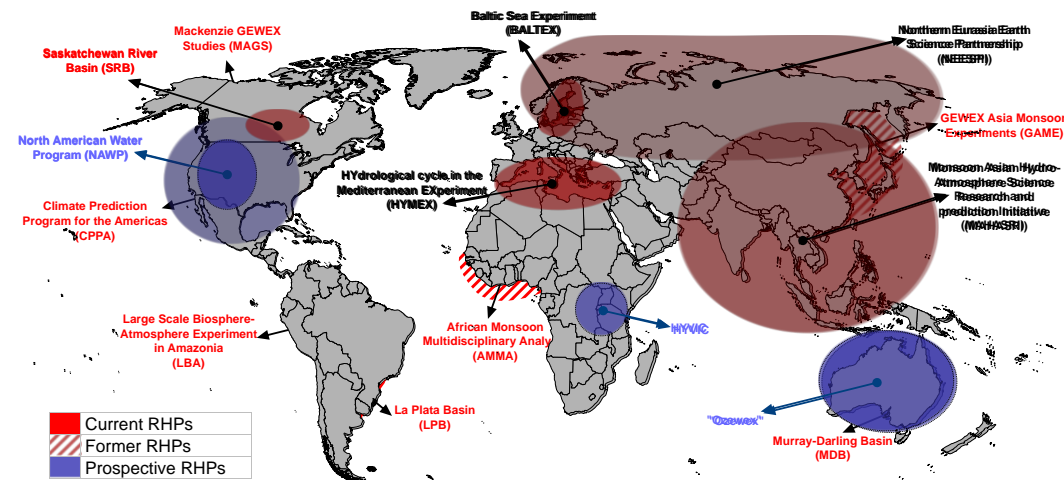 Baltic Sea Experiment
(BALTEX)
Mackenzie GEWEX
Studies (MAGS)
Northern Eurasia Earth
Science Partnership
(NEESPI)
Saskatchewan River
Basin (SRB)
GEWEX Asia Monsoon
Experiments (GAME)
North American Water
Program (NAWP)
HYdrological cycle in the
Mediterranean EXperiment
(HYMEX)
Monsoon Asian Hydro-
Atmosphere Science
Research and
prediction Initiative
(MAHASRI)
Climate Prediction
Program for the Americas
(CPPA)
Large Scale Biosphere-
Atmosphere Experiment
in Amazonia
(LBA)
African Monsoon
Multidisciplinary Analy
(AMMA)
HYVIC
La Plata Basin
(LPB)
"Ozewex"
Murray-Darling Basin
(MDB)
Current RHPs
Former RHPs
Prospective RHPs